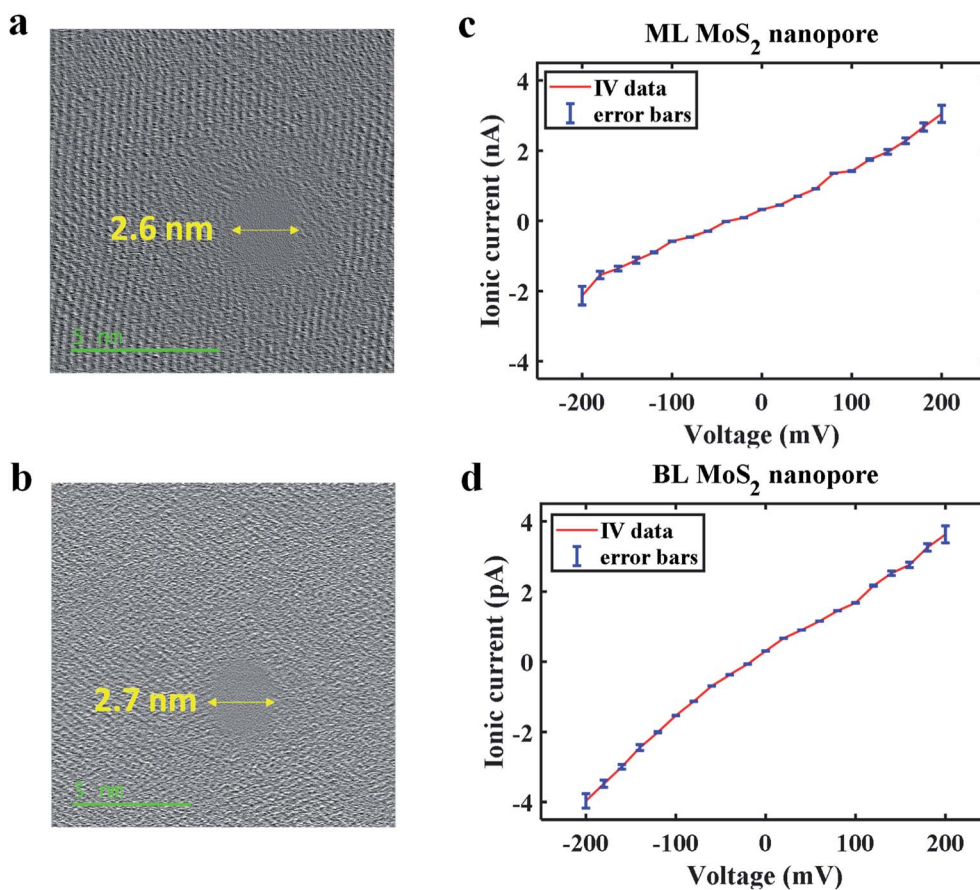 a
2.6 nm
5 nm
b
2.7 nm
5 nm
c
ML MoS₂ nanopore
IV data
error bars
Ionic current (nA)
4
2
0
-2
-4
-200 -100 0 100 200
Voltage (mV)
d
BL MoS₂ nanopore
IV data
error bars
Ionic current (pA)
4
2
0
-2
-4
-200 -100 0 100 200
Voltage (mV)